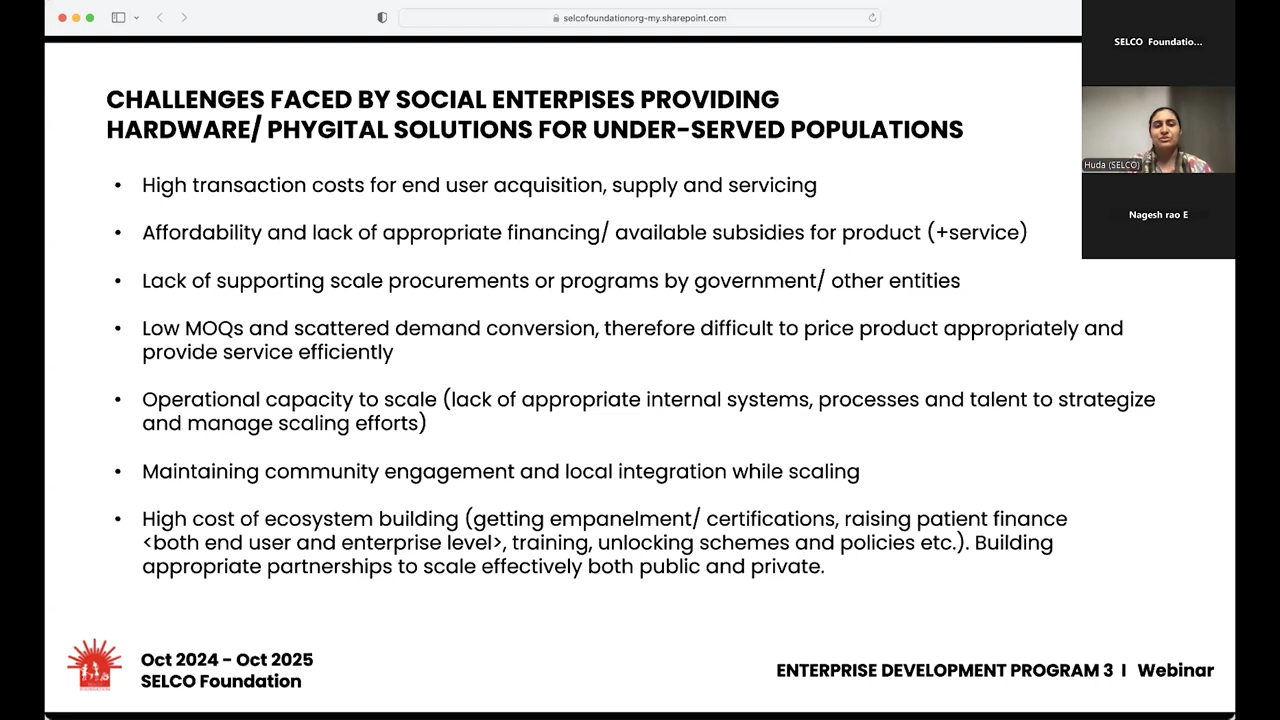 selcofoundationorg-my.sharepoint.com
SELCO Foundatio...
CHALLENGES FACED BY SOCIAL ENTERPISES PROVIDING
HARDWARE/ PHYGITAL SOLUTIONS FOR UNDER-SERVED POPULATIONS
Huda (SELCO)
Nagesh rao E
• High transaction costs for end user acquisition, supply and servicing
• Affordability and lack of appropriate financing/ available subsidies for product (+service)
• Lack of supporting scale procurements or programs by government/ other entities
• Low MOQs and scattered demand conversion, therefore difficult to price product appropriately and
provide service efficiently
• Operational capacity to scale (lack of appropriate internal systems, processes and talent to strategize
and manage scaling efforts)
• Maintaining community engagement and local integration while scaling
• High cost of ecosystem building (getting empanelment/ certifications, raising patient finance
<both end user and enterprise level>, training, unlocking schemes and policies etc.). Building
appropriate partnerships to scale effectively both public and private.
Oct 2024 - Oct 2025
SELCO Foundation
ENTERPRISE DEVELOPMENT PROGRAM 3 I Webinar